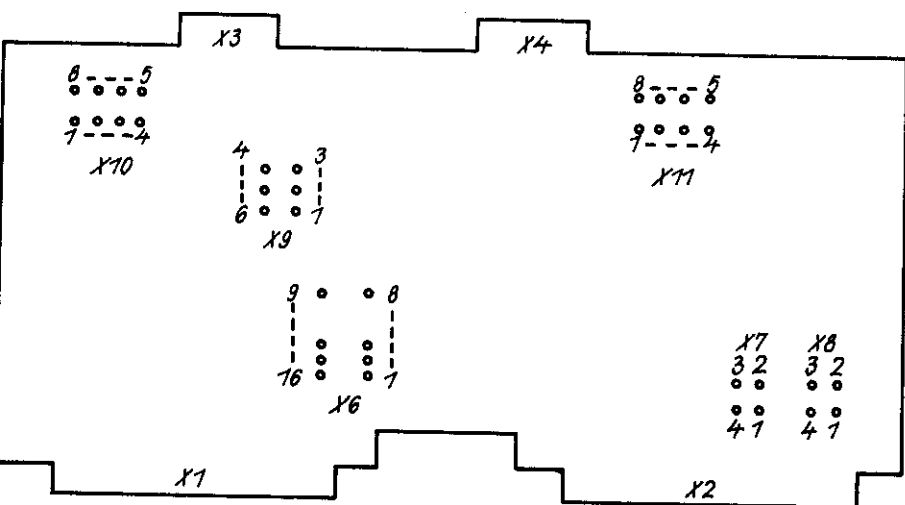 X3
X4
8----5
1----4
X10
8----5
1----4
X11
4 3
6 1
X9
9 8
16 1
X6
X7 X8
3 2 3 2
4 1 4 1
X1
X2